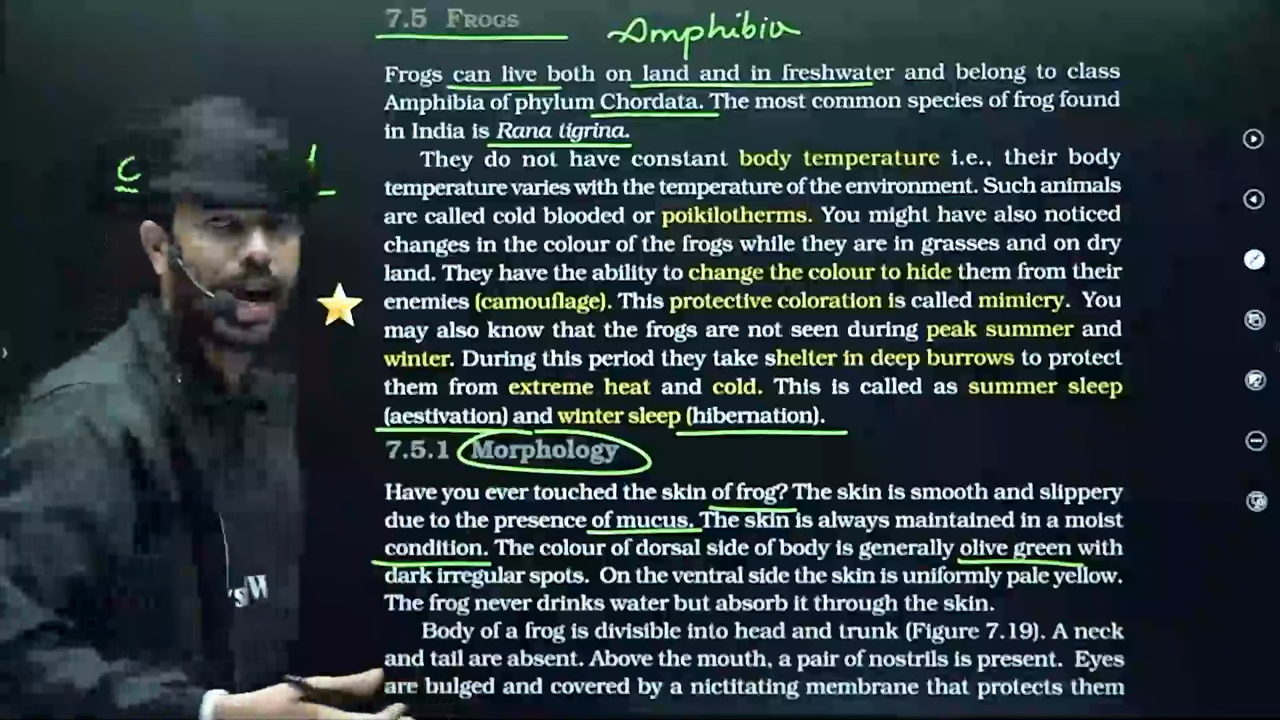 7.5 FROGS
Amphibia
Frogs can live both on land and in freshwater and belong to class
Amphibia of phylum Chordata. The most common species of frog found
in India is Rana tigrina.
They do not have constant body temperature i.e., their body
temperature varies with the temperature of the environment. Such animals
are called cold blooded or poikilotherms. You might have also noticed
changes in the colour of the frogs while they are in grasses and on dry
land. They have the ability to change the colour to hide them from their
enemies (camouflage). This protective coloration is called mimicry. You
may also know that the frogs are not seen during peak summer and
winter. During this period they take shelter in deep burrows to protect
them from extreme heat and cold. This is called as summer sleep
(aestivation) and winter sleep (hibernation).
7.5.1 Morphology
Have you ever touched the skin of frog? The skin is smooth and slippery
due to the presence of mucus. The skin is always maintained in a moist
condition. The colour of dorsal side of body is generally olive green with
dark irregular spots. On the ventral side the skin is uniformly pale yellow.
The frog never drinks water but absorb it through the skin.
Body of a frog is divisible into head and trunk (Figure 7.19). A neck
and tail are absent. Above the mouth, a pair of nostrils is present. Eyes
are bulged and covered by a nictitating membrane that protects them